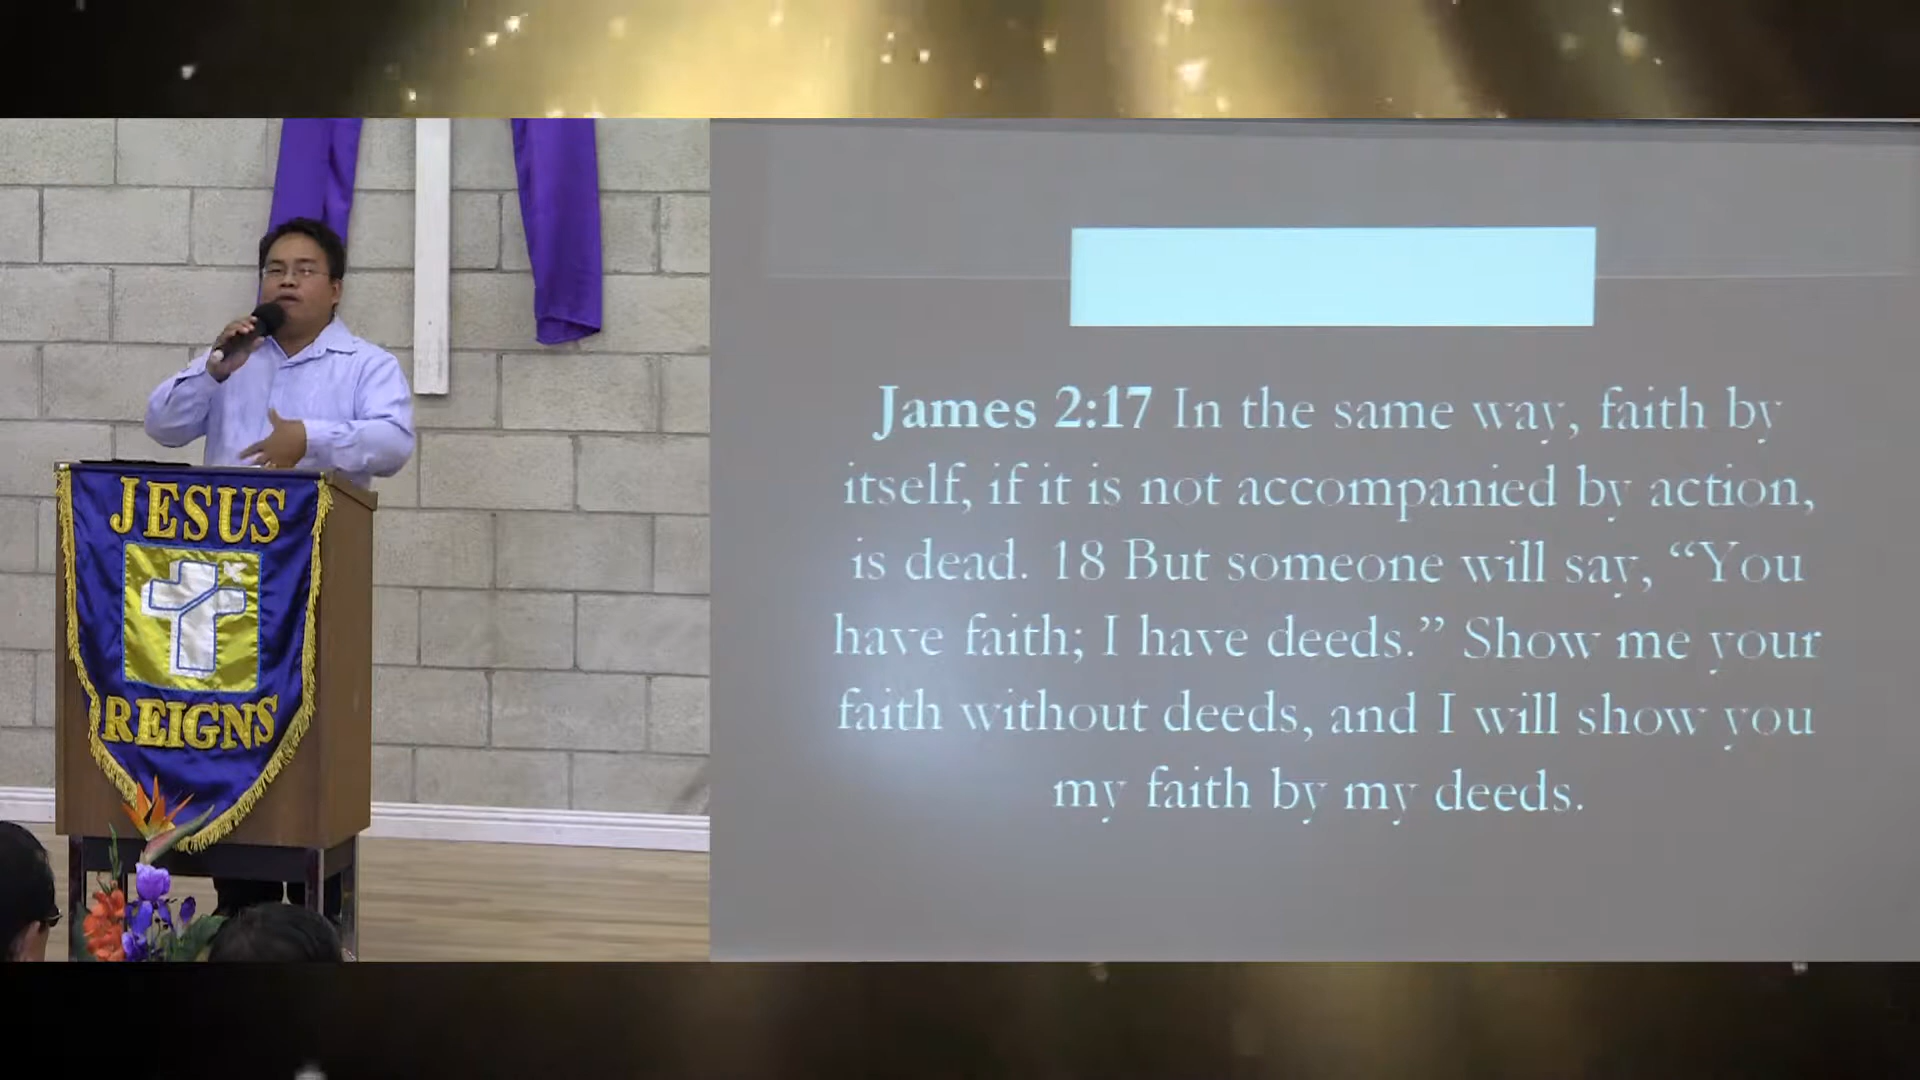 JESUS
REIGNS
James 2:17 In the same way, faith by
itself, if it is not accompanied by action,
is dead. 18 But someone will say, “You
have faith; I have deeds.” Show me your
faith without deeds, and I will show you
my faith by my deeds.